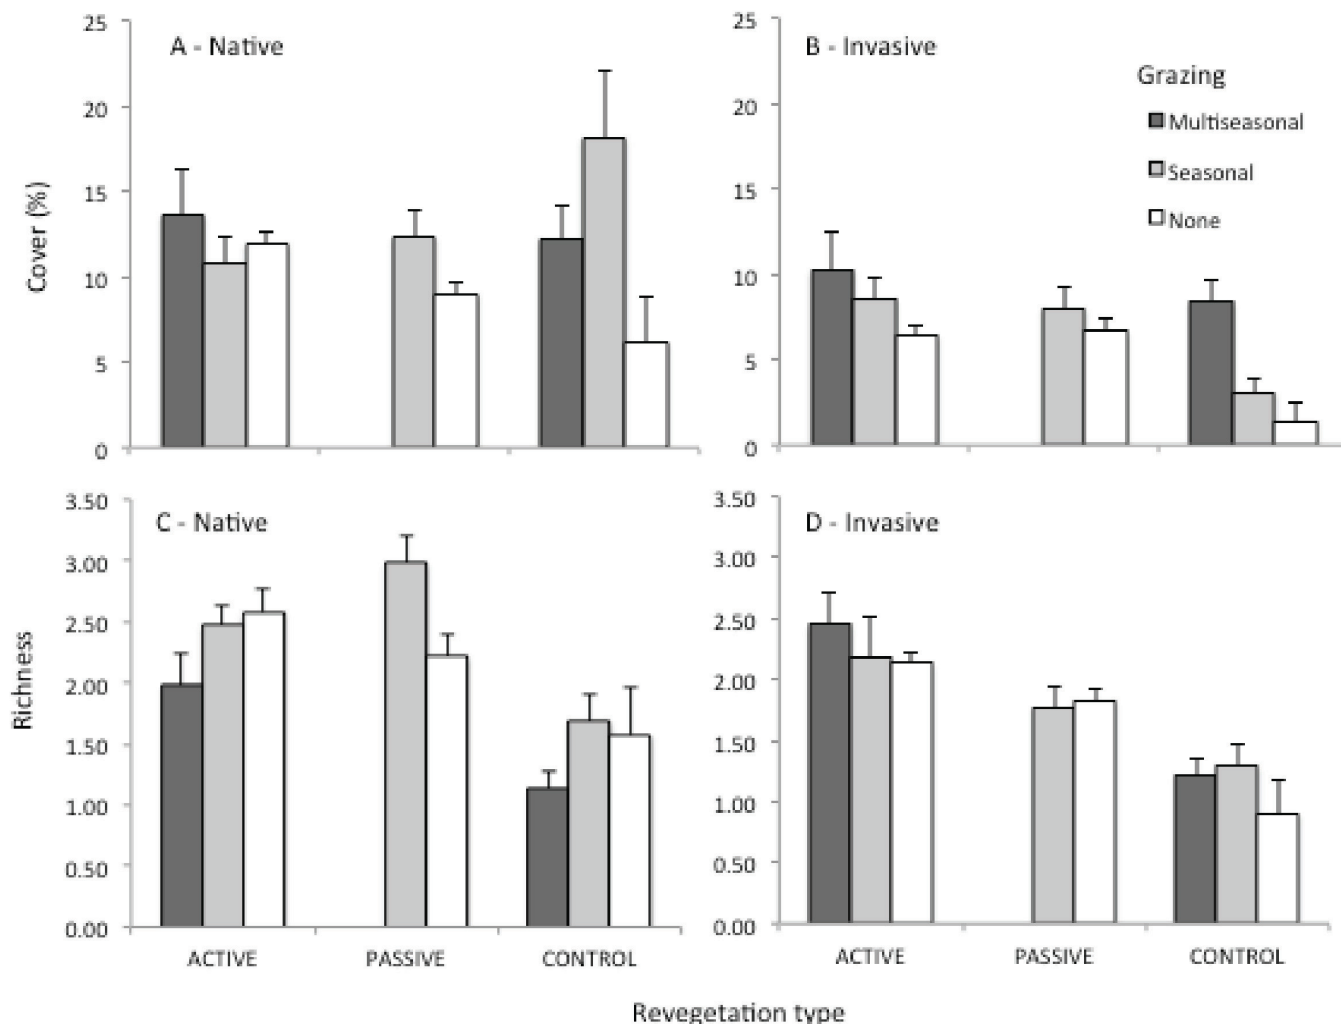 A - Native
25
20
15
10
5
0
Cover (%)
B - Invasive
25
20
15
10
5
0
Grazing
Multiseasonal
Seasonal
None
C - Native
3.50
3.00
2.50
2.00
1.50
1.00
0.50
0.00
Richness
ACTIVE PASSIVE CONTROL
D - Invasive
3.50
3.00
2.50
2.00
1.50
1.00
0.50
0.00
ACTIVE PASSIVE CONTROL
Revegetation type